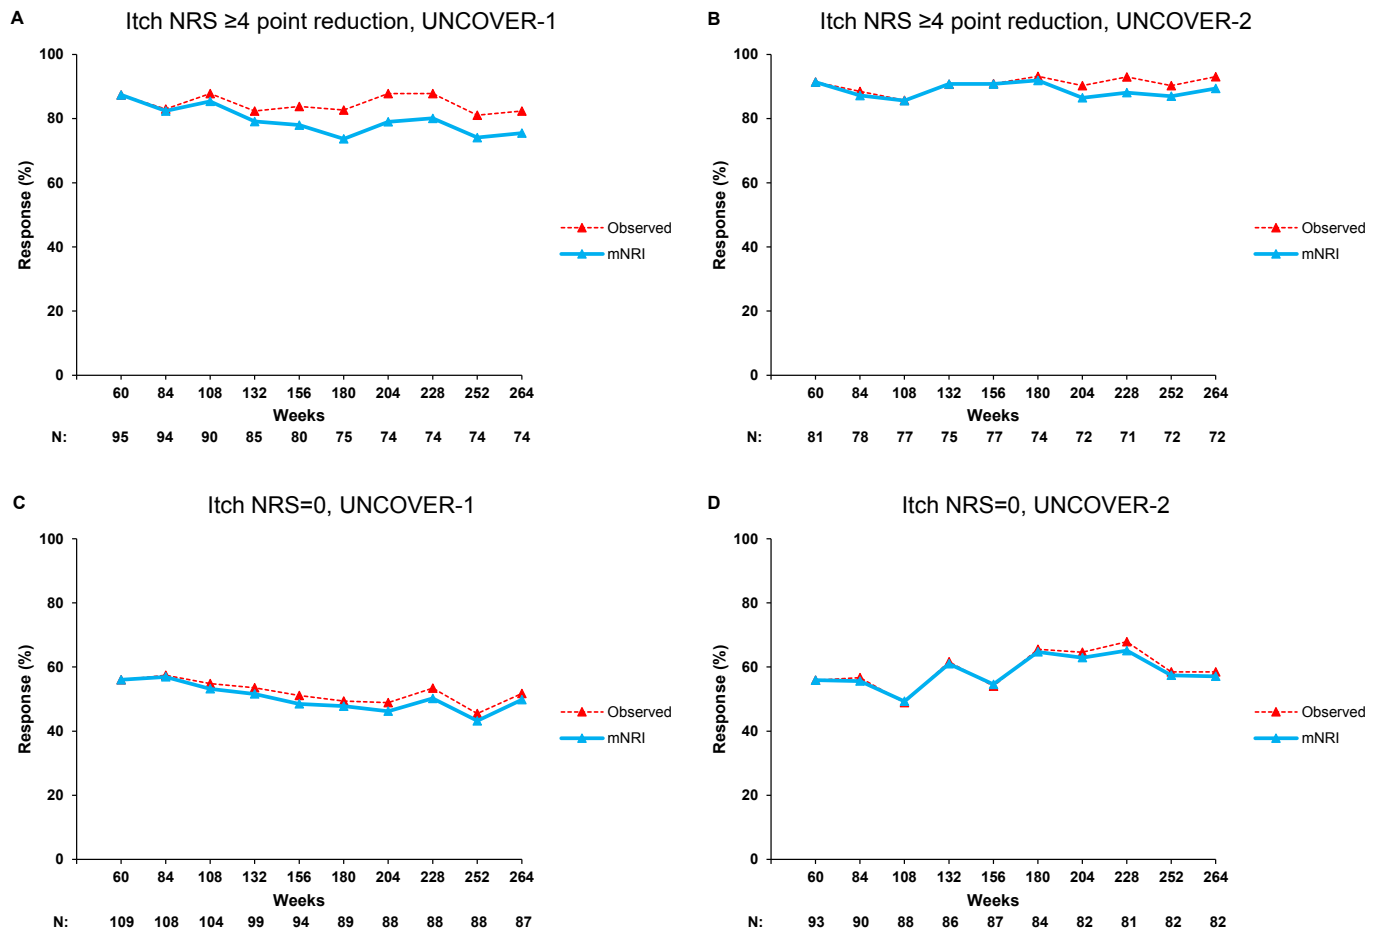 A
Itch NRS ≥4 point reduction, UNCOVER-1
100
80
60
40
20
0
Response (%)
60 84 108 132 156 180 204 228 252 264
Weeks
N: 95 94 90 85 80 75 74 74 74 74
Observed
mNRI
B
Itch NRS ≥4 point reduction, UNCOVER-2
100
80
60
40
20
0
Response (%)
60 84 108 132 156 180 204 228 252 264
Weeks
N: 81 78 77 75 77 74 72 71 72 72
Observed
mNRI
C
Itch NRS=0, UNCOVER-1
100
80
60
40
20
0
Response (%)
60 84 108 132 156 180 204 228 252 264
Weeks
N: 109 108 104 99 94 89 88 88 88 87
Observed
mNRI
D
Itch NRS=0, UNCOVER-2
100
80
60
40
20
0
Response (%)
60 84 108 132 156 180 204 228 252 264
Weeks
N: 93 90 88 86 87 84 82 81 82 82
Observed
mNRI